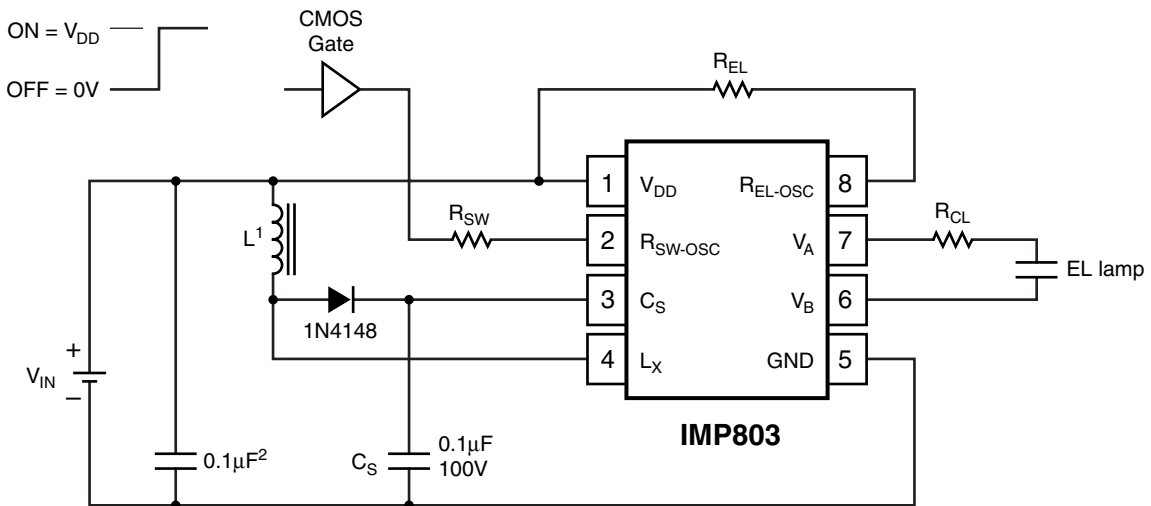 ON = VDD
OFF = 0V
CMOS
Gate
REL
1
VDD
REL-OSC
8
RSW
2
RSW-OSC
VA
7
RCL
L¹
EL lamp
3
CS
VB
6
1N4148
4
LX
GND
5
+
VIN
–
IMP803
0.1μF²
CS
0.1μF
100V